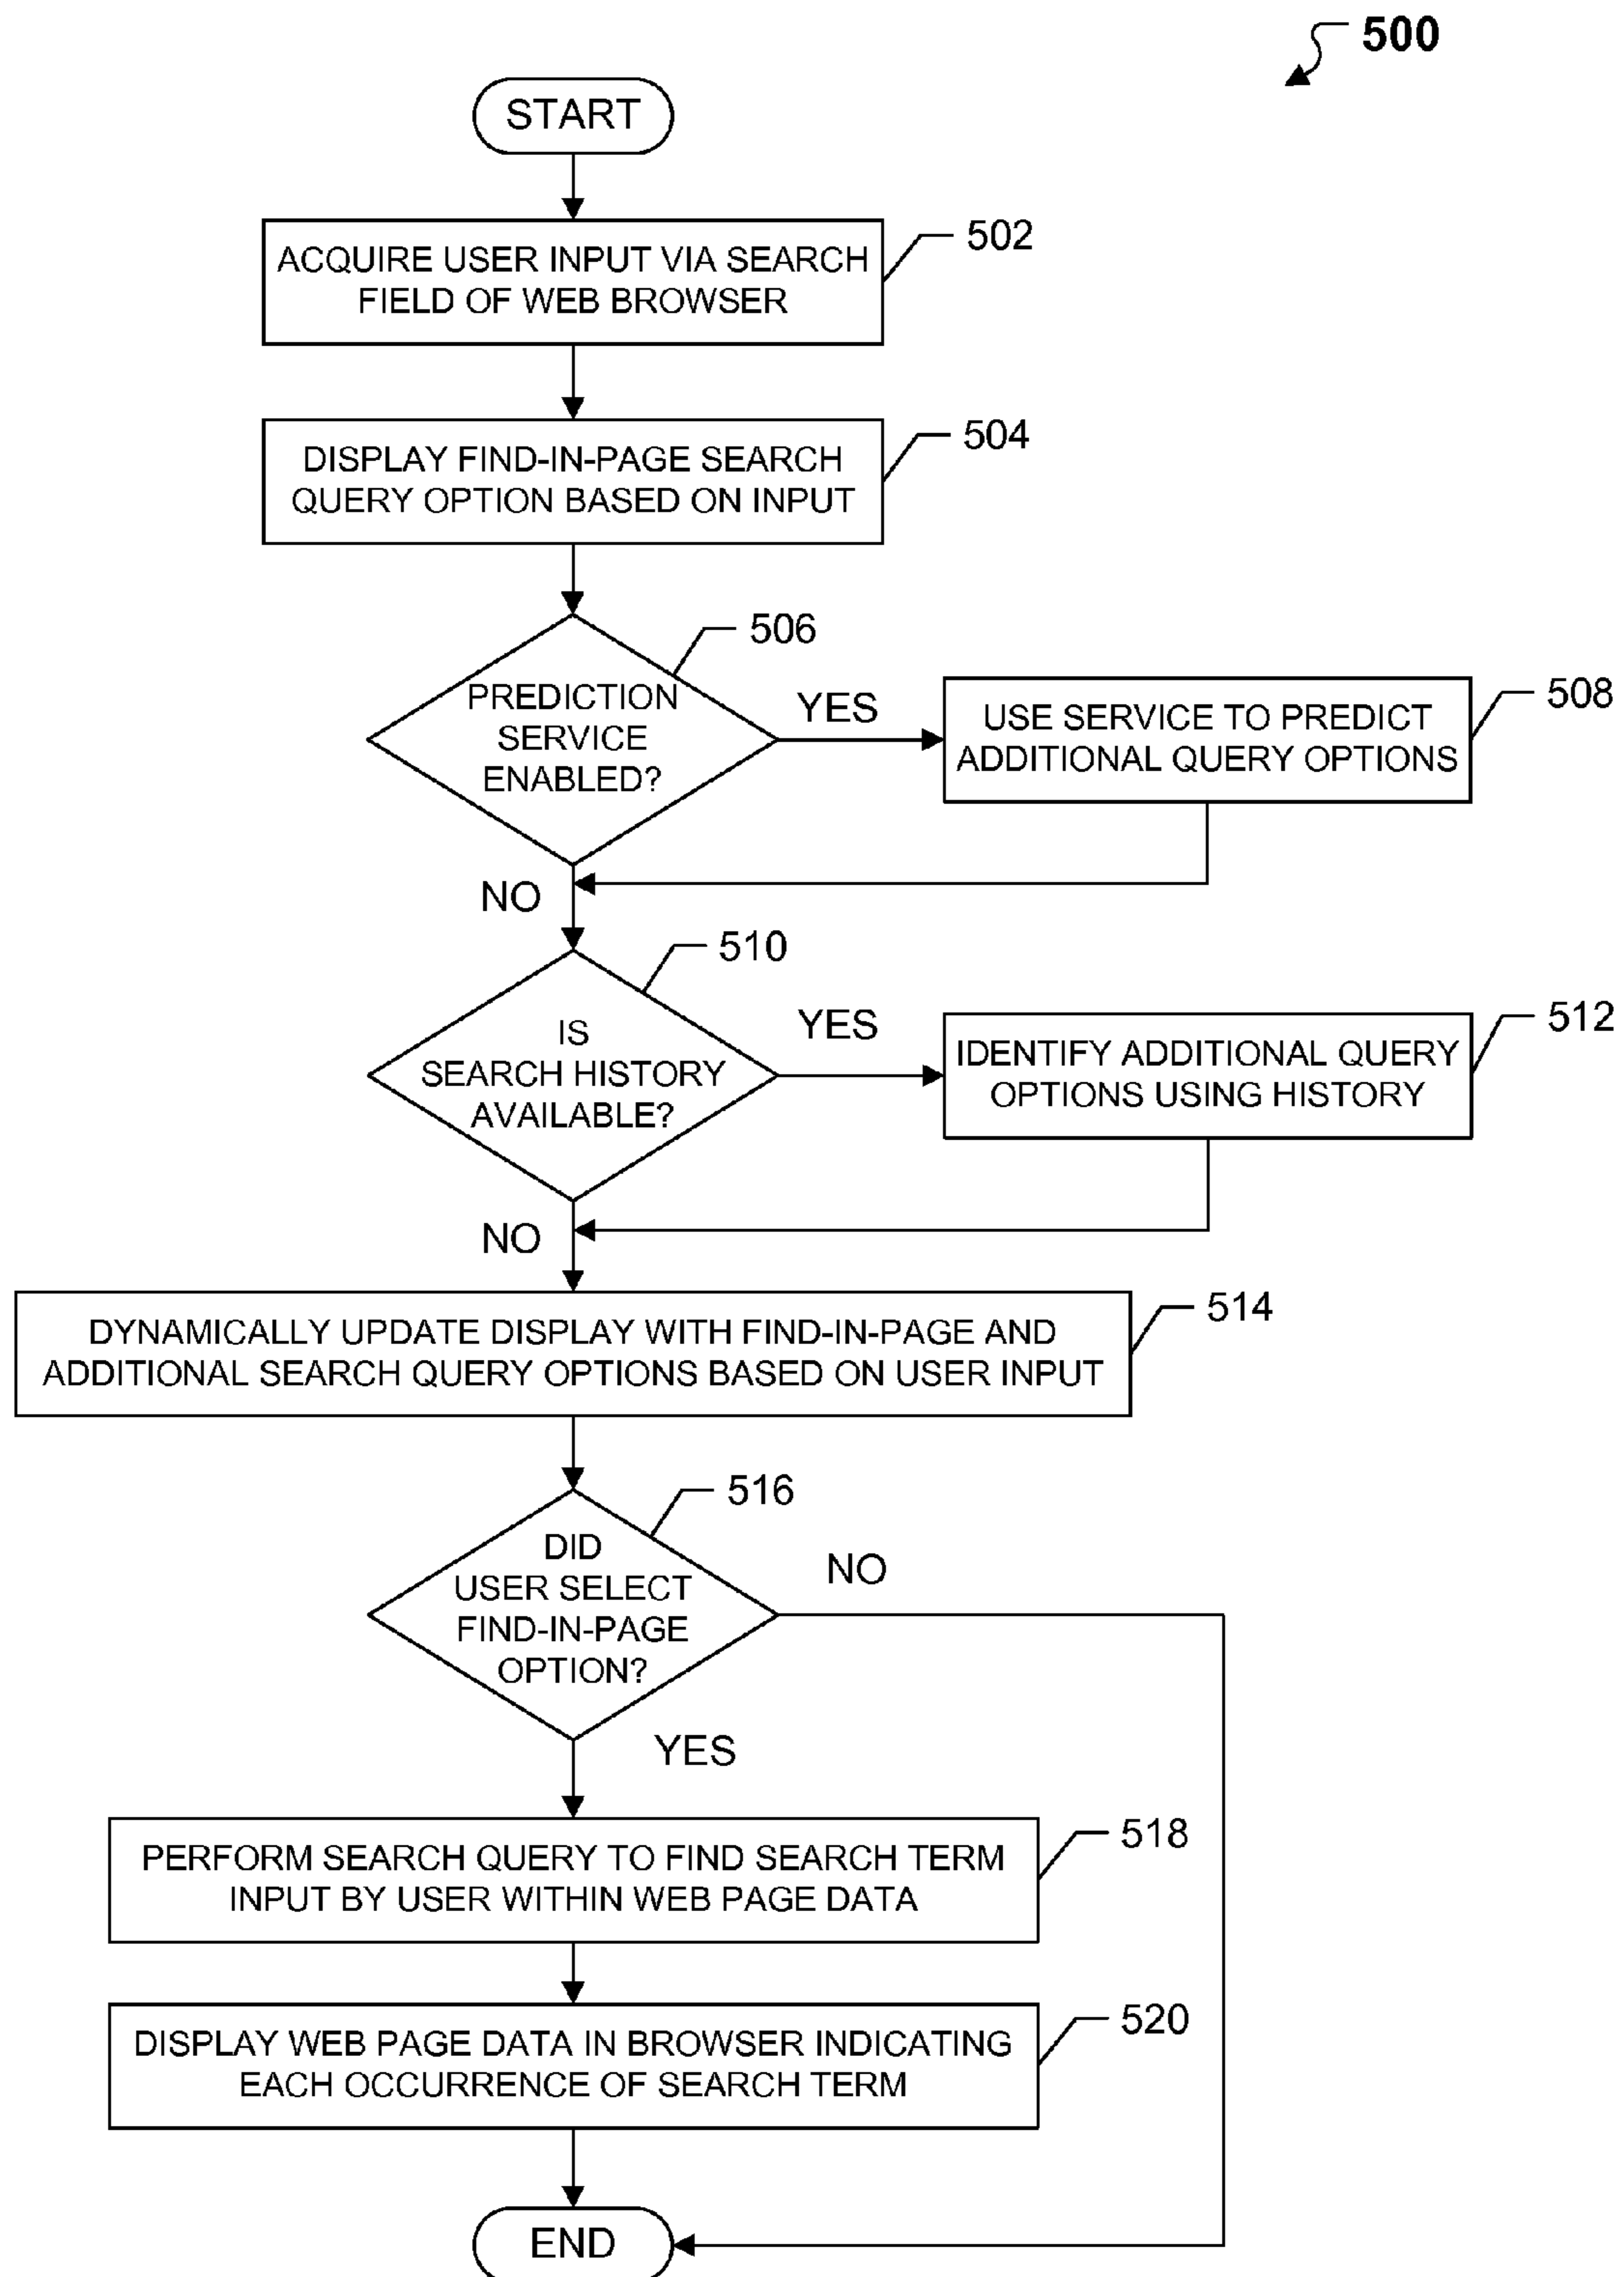 500
START
ACQUIRE USER INPUT VIA SEARCH
FIELD OF WEB BROWSER
502
DISPLAY FIND-IN-PAGE SEARCH
QUERY OPTION BASED ON INPUT
504
PREDICTION
SERVICE
ENABLED?
506
YES
USE SERVICE TO PREDICT
ADDITIONAL QUERY OPTIONS
508
NO
IS
SEARCH HISTORY
AVAILABLE?
510
YES
IDENTIFY ADDITIONAL QUERY
OPTIONS USING HISTORY
512
NO
DYNAMICALLY UPDATE DISPLAY WITH FIND-IN-PAGE AND
ADDITIONAL SEARCH QUERY OPTIONS BASED ON USER INPUT
514
DID
USER SELECT
FIND-IN-PAGE
OPTION?
516
NO
YES
PERFORM SEARCH QUERY TO FIND SEARCH TERM
INPUT BY USER WITHIN WEB PAGE DATA
518
DISPLAY WEB PAGE DATA IN BROWSER INDICATING
EACH OCCURRENCE OF SEARCH TERM
520
END